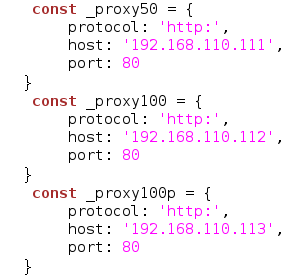 const _proxy50 = {
    protocol: 'http:',
    host: '192.168.110.111',
    port: 80
}
const _proxy100 = {
    protocol: 'http:',
    host: '192.168.110.112',
    port: 80
}
const _proxy100p = {
    protocol: 'http:',
    host: '192.168.110.113',
    port: 80
}